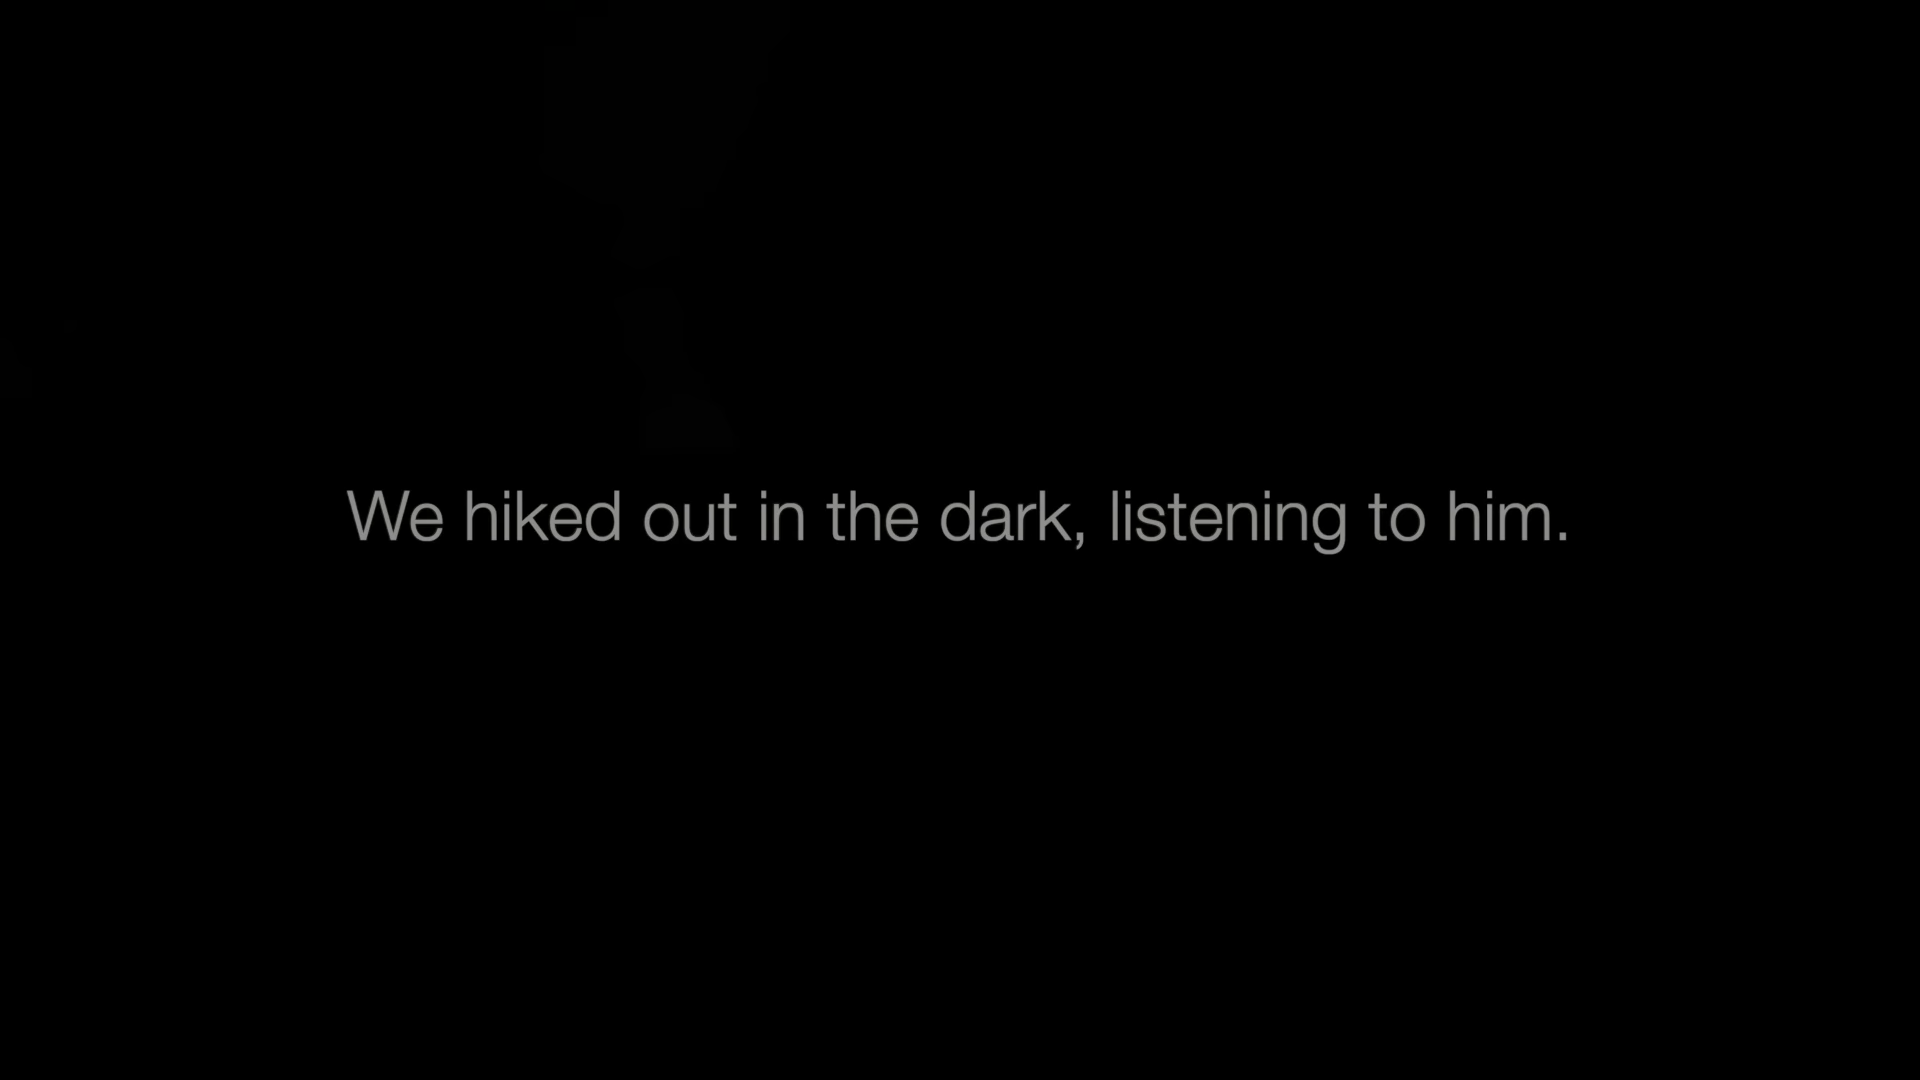 We hiked out in the dark, listening to him.